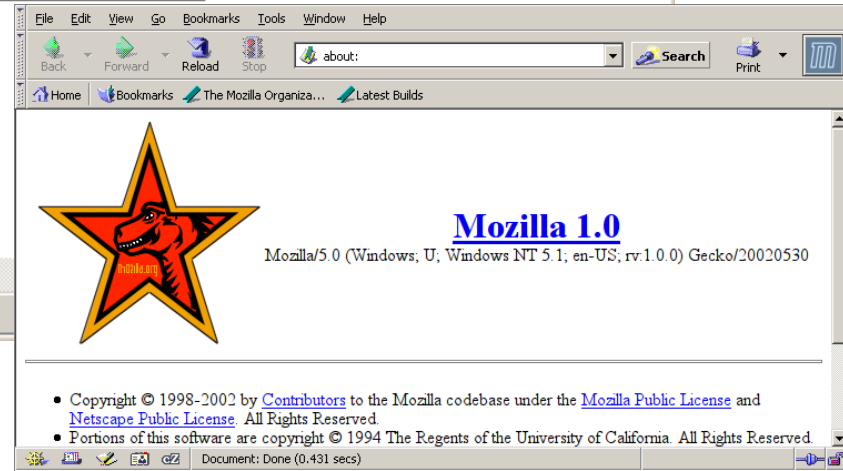 File Edit View Go Bookmarks Tools Window Help
Back Forward Reload Stop about: Search Print
Home Bookmarks The Mozilla Organiza... Latest Builds
mozilla.org
Mozilla 1.0
Mozilla/5.0 (Windows; U; Windows NT 5.1; en-US; rv:1.0.0) Gecko/20020530
Copyright © 1998-2002 by Contributors to the Mozilla codebase under the Mozilla Public License and
Netscape Public License. All Rights Reserved.
Portions of this software are copyright © 1994 The Regents of the University of California. All Rights Reserved.
Document: Done (0.431 secs)